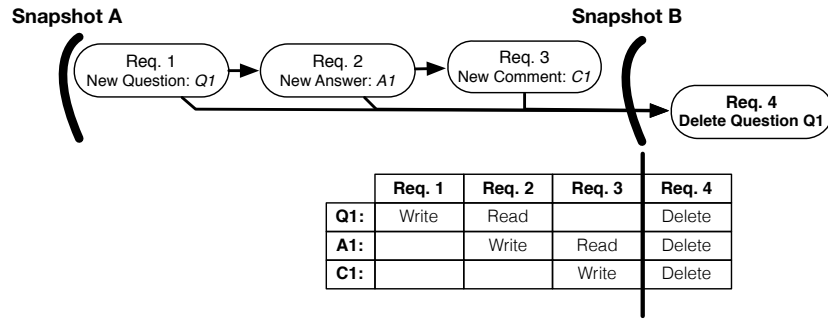 Snapshot A
Snapshot B
Req. 1
New Question: Q1
Req. 2
New Answer: A1
Req. 3
New Comment: C1
Req. 4
Delete Question Q1
Req. 1 Req. 2 Req. 3 Req. 4
Q1: Write Read Delete
A1: Write Read Delete
C1: Write Delete